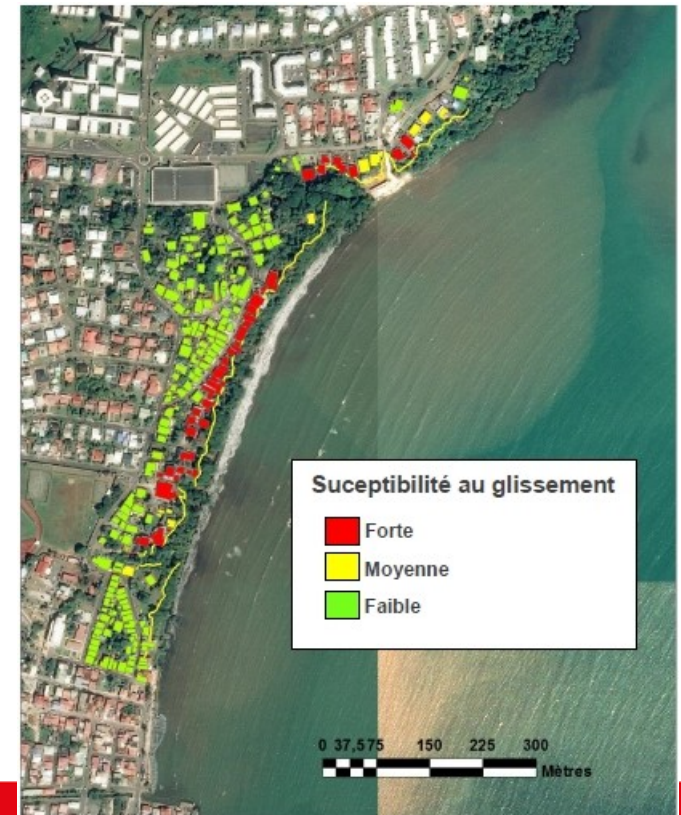 Suceptibilité au glissement
Forte
Moyenne
Faible
0 37,575 150 225 300
Mètres